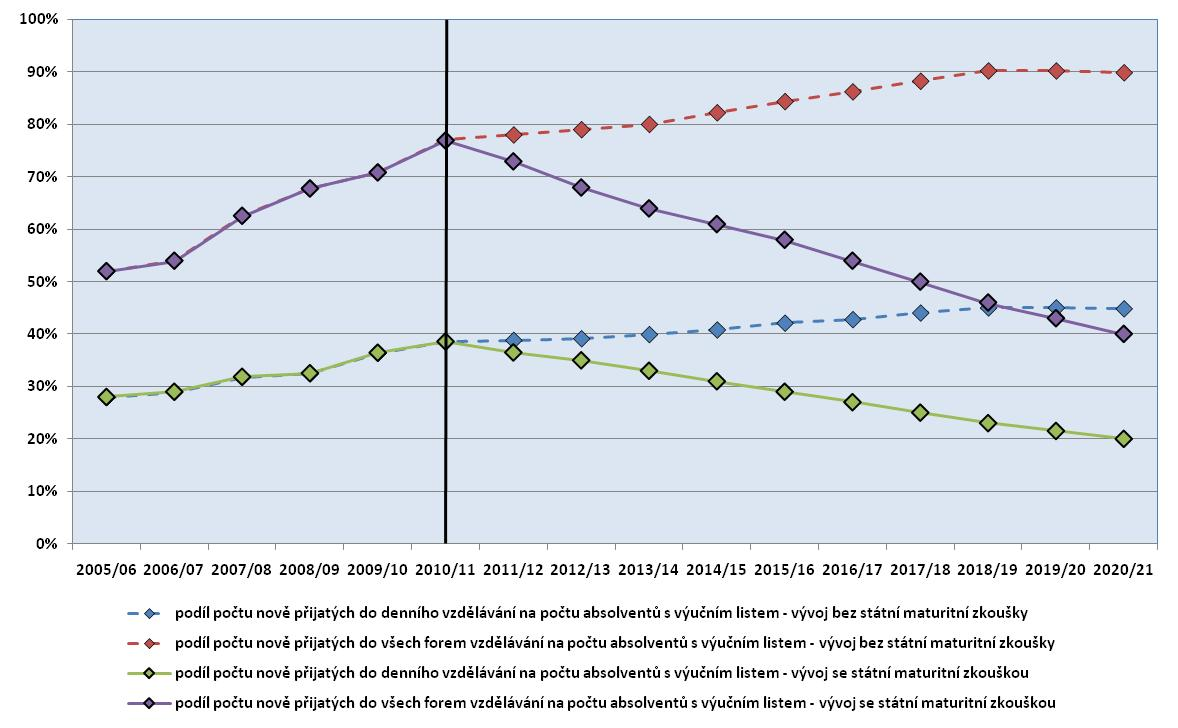 100%
90%
80%
70%
60%
50%
40%
30%
20%
10%
0%
2005/06 2006/07 2007/08 2008/09 2009/10 2010/11 2011/12 2012/13 2013/14 2014/15 2015/16 2016/17 2017/18 2018/19 2019/20 2020/21
podíl počtu nově přijatých do denního vzdělávání na počtu absolventů s výučním listem - vývoj bez státní maturitní zkoušky
podíl počtu nově přijatých do všech forem vzdělávání na počtu absolventů s výučním listem - vývoj bez státní maturitní zkoušky
podíl počtu nově přijatých do denního vzdělávání na počtu absolventů s výučním listem - vývoj se státní maturitní zkouškou
podíl počtu nově přijatých do všech forem vzdělávání na počtu absolventů s výučním listem - vývoj se státní maturitní zkouškou